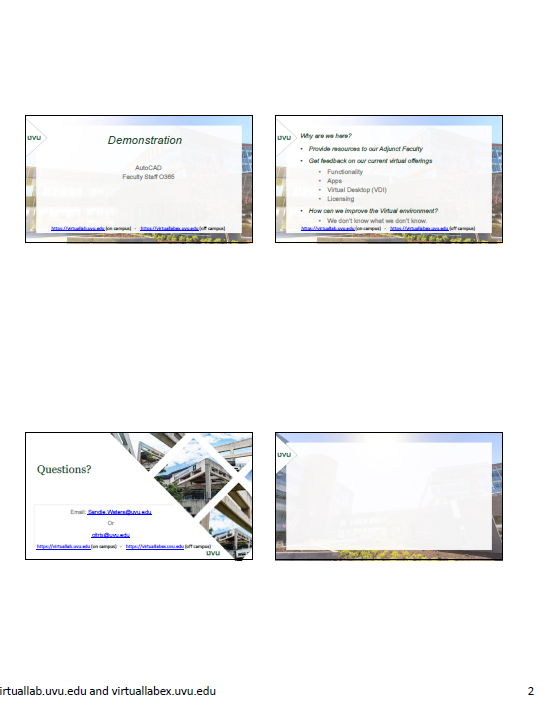 UVU
Demonstration
AutoCAD
Faculty Staff O365
https://virtuallab.uvu.edu (on campus) - https://virtuallabex.uvu.edu (off campus)
UVU
Why are we here?
• Provide resources to our Adjunct Faculty
• Get feedback on our current virtual offerings
• Functionality
• Apps
• Virtual Desktop (VDI)
• Licensing
• How can we improve the Virtual environment?
• We don't know what we don't know.
https://virtuallab.uvu.edu (on campus) - https://virtuallabex.uvu.edu (off campus)
Questions?
Email: Sandie.Waters@uvu.edu
Or
citrix@uvu.edu
https://virtuallab.uvu.edu (on campus) - https://virtuallabex.uvu.edu (off campus)
UVU
UVU
irtuallab.uvu.edu and virtuallabex.uvu.edu
2